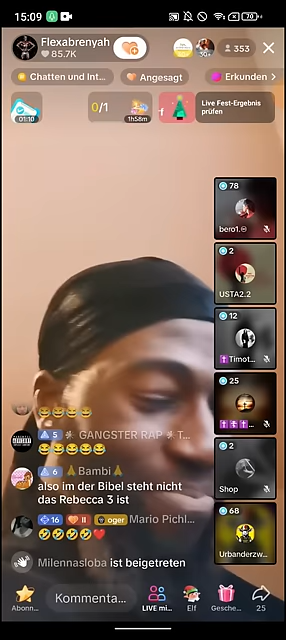 15:09
70
Flexabrenyah
85.7K
30+
353
Chatten und Int...
Angesagt
Erkunden >
01:10
0/1
1h58m
Live Fest-Ergebnis
prüfen
78
bero1.
2
USTA2.2
12
Timot...
25
...
2
Shop
68
Urbanderzw...
5 GANGSTER RAP T...
6 Bambi
also im der Bibel steht nicht
das Rebecca 3 ist
16 II oger Mario Pichl...
Milennasloba ist beigetreten
Abonn...
Kommenta...
LIVE mi...
Elf
Gesche...
25